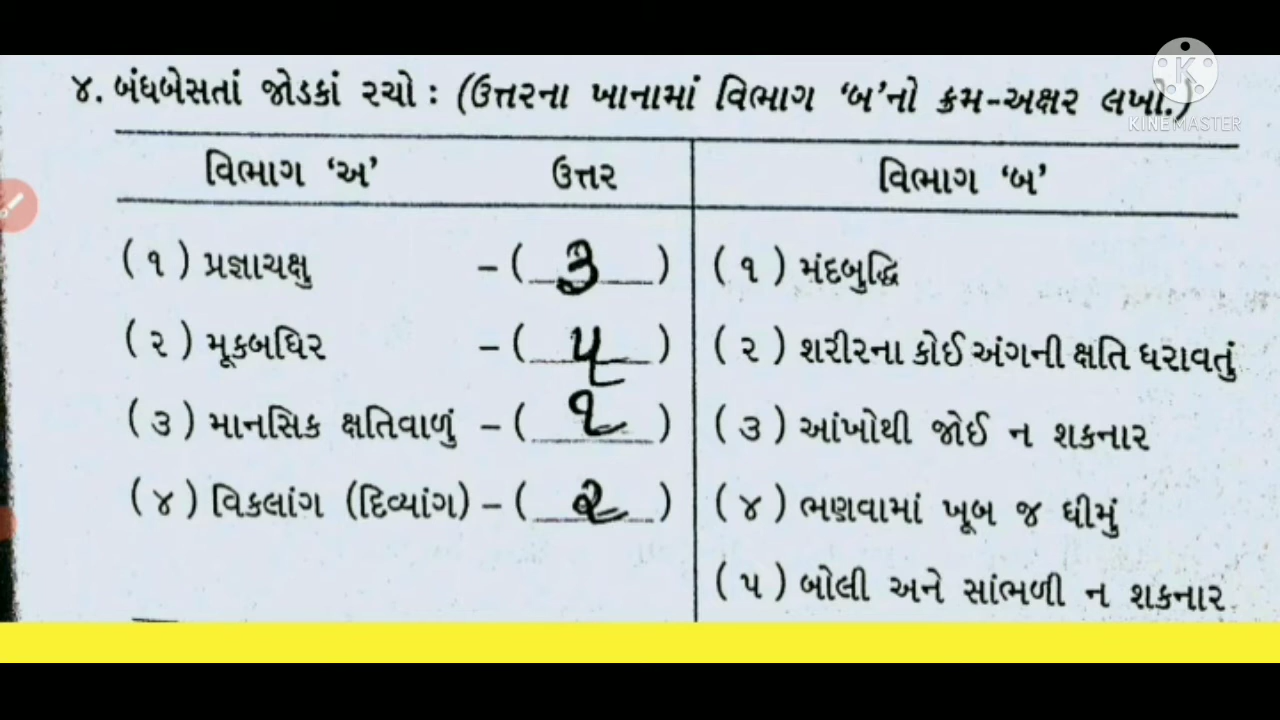 ૪. બંધબેસતાં જોડકાં રચો : (ઉત્તરના ખાનામાં વિભાગ ‘બ’નો ક્રમ-અક્ષર લખો.)
KINEMASTER
વિભાગ ‘અ’ ઉત્તર વિભાગ ‘બ’
(૧) પ્રજ્ઞાચક્ષુ – (૩) (૧) મંદબુદ્ધિ
(૨) મૂકબધિર – (૫) (૨) શરીરના કોઈ અંગની ક્ષતિ ધરાવતું
(૩) માનસિક ક્ષતિવાળું – (૧) (૩) આંખોથી જોઈ ન શકનાર
(૪) વિકલાંગ (દિવ્યાંગ) – (૨) (૪) ભણવામાં ખૂબ જ ધીમું
(૫) બોલી અને સાંભળી ન શકનાર